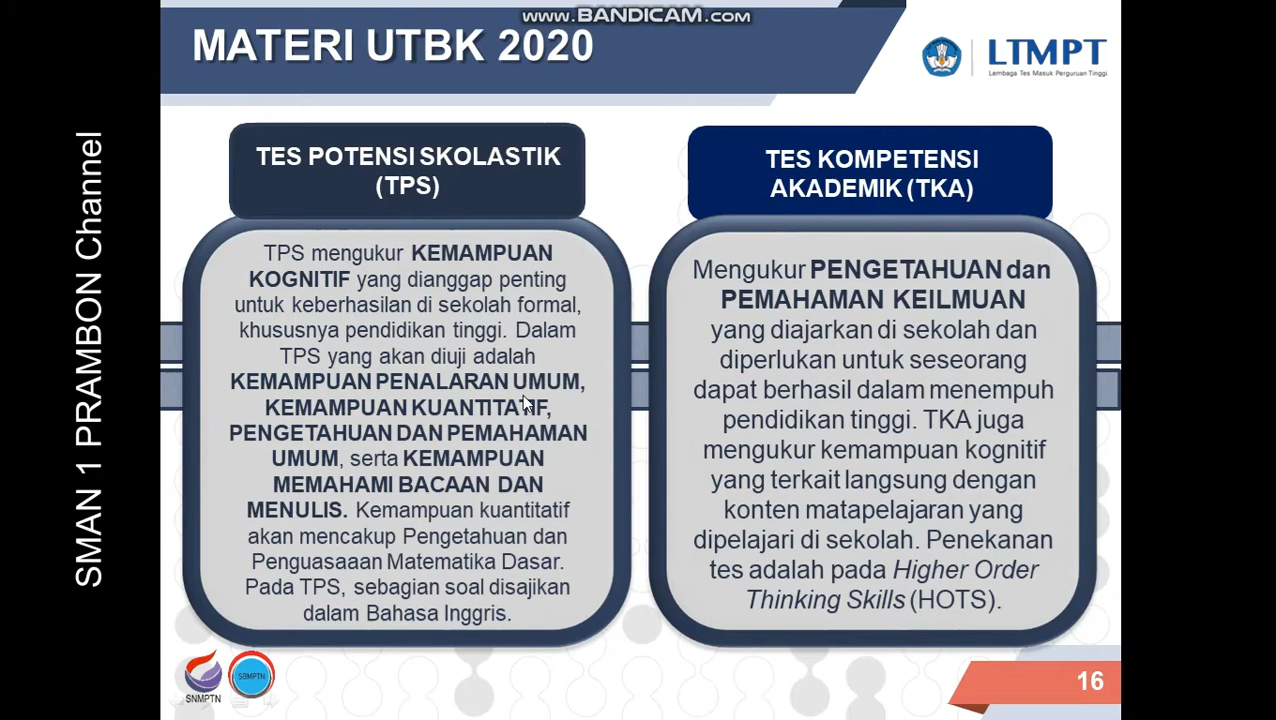 www.BANDICAM.com
MATERI UTBK 2020
LTMPT
Lembaga Tes Masuk Perguruan Tinggi
SMAN 1 PRAMBON Channel
TES POTENSI SKOLASTIK
(TPS)
TPS mengukur KEMAMPUAN
KOGNITIF yang dianggap penting
untuk keberhasilan di sekolah formal,
khususnya pendidikan tinggi. Dalam
TPS yang akan diuji adalah
KEMAMPUAN PENALARAN UMUM,
KEMAMPUAN KUANTITATIF,
PENGETAHUAN DAN PEMAHAMAN
UMUM, serta KEMAMPUAN
MEMAHAMI BACAAN DAN
MENULIS. Kemampuan kuantitatif
akan mencakup Pengetahuan dan
Penguasaaan Matematika Dasar.
Pada TPS, sebagian soal disajikan
dalam Bahasa Inggris.
TES KOMPETENSI
AKADEMIK (TKA)
Mengukur PENGETAHUAN dan
PEMAHAMAN KEILMUAN
yang diajarkan di sekolah dan
diperlukan untuk seseorang
dapat berhasil dalam menempuh
pendidikan tinggi. TKA juga
mengukur kemampuan kognitif
yang terkait langsung dengan
konten matapelajaran yang
dipelajari di sekolah. Penekanan
tes adalah pada Higher Order
Thinking Skills (HOTS).
SNMPTN
SBMPTN
16